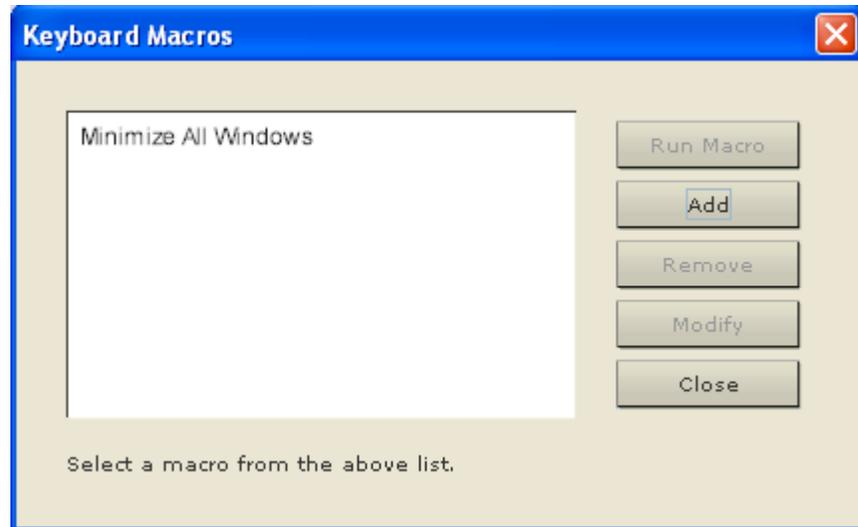 Keyboard Macros
Minimize All Windows
Run Macro
Add
Remove
Modify
Close
Select a macro from the above list.